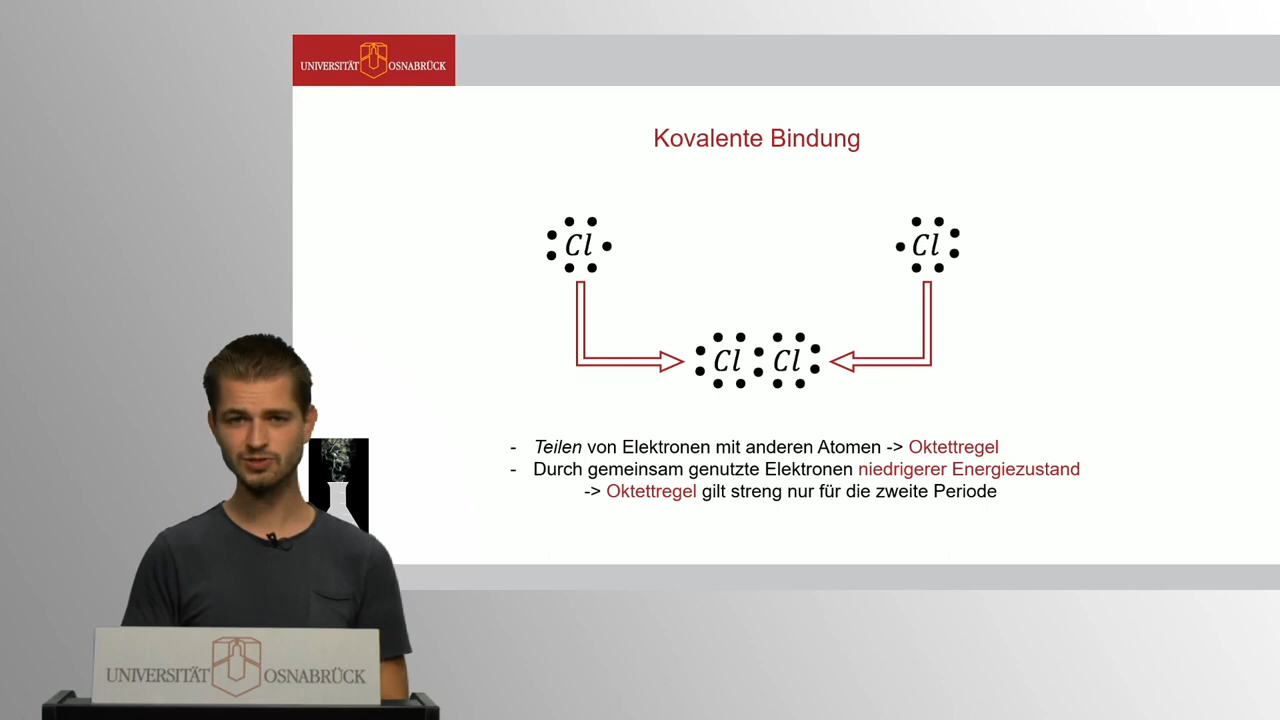 UNIVERSITÄT OSNABRÜCK
Kovalente Bindung
Cl Cl
Cl Cl
- Teilen von Elektronen mit anderen Atomen -> Oktettregel
- Durch gemeinsam genutzte Elektronen niedrigerer Energiezustand
-> Oktettregel gilt streng nur für die zweite Periode
UNIVERSITÄT OSNABRÜCK